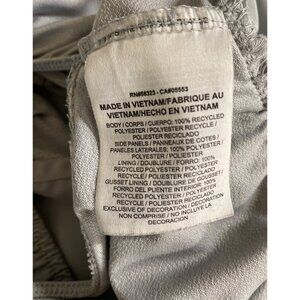 RN#56323 - CA#05553
MADE IN VIETNAM/FABRIQUE AU
VIETNAM/HECHO EN VIETNAM
BODY / CORPS / CUERPO: 100% RECYCLED
POLYESTER / POLYESTER RECYCLE /
POLIESTER RECICLADO
SIDE PANELS / PANNEAUX DE COTES /
PANELES LATERALES: 100% POLYESTER /
POLYESTER / POLIESTER
LINING / DOUBLURE / FORRO: 100%
RECYCLED POLYESTER / POLYESTER
RECYCLE / POLIESTER RECICLADO
GUSSET LINING / DOUBLURE DE GOUSSET /
FORRO DEL PUENTE INTERIOR: 100%
RECYCLED POLYESTER / POLYESTER
RECYCLE / POLIESTER RECICLADO
EXCLUSIVE OF DECORATION / DECORATION
NON COMPRISE / NO INCLUYE LA
DECORACION